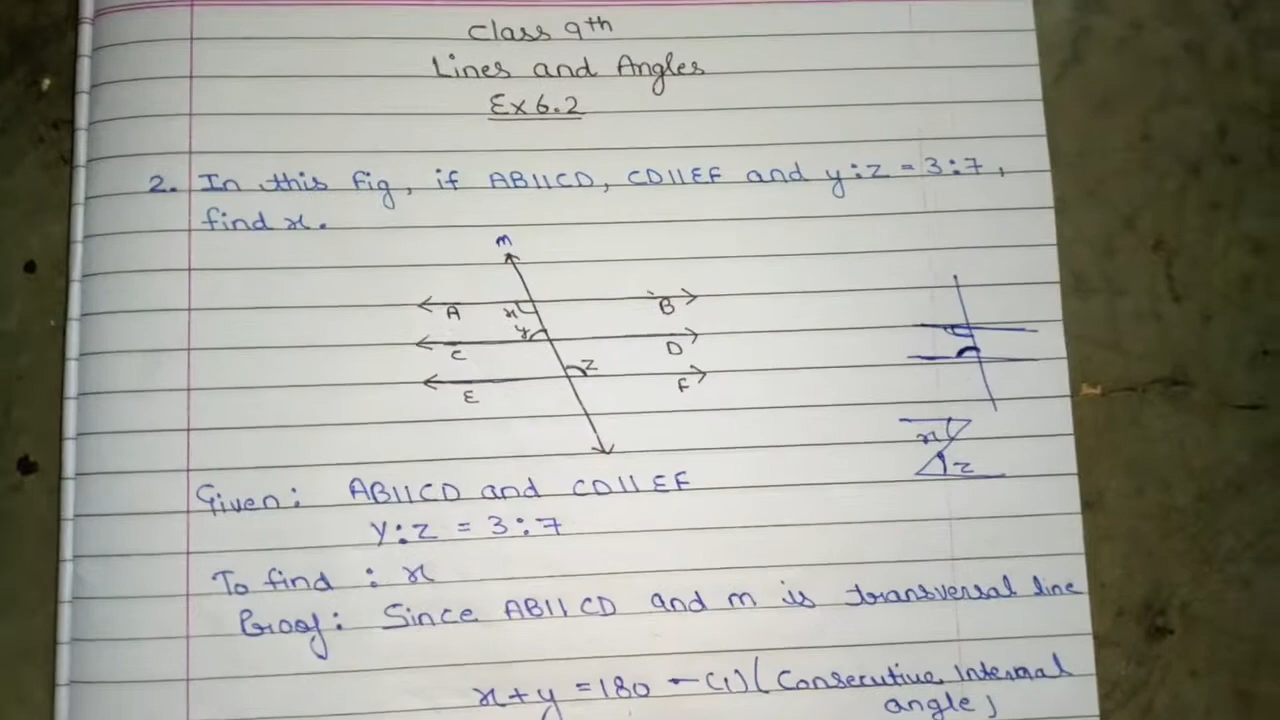 Class 9th
Lines and Angles
Ex 6.2
2. In this fig, if AB||CD, CD||EF and y:z = 3:7,
find x.
m
A x B
y
C D
z
E F
x
z
Given: AB||CD and CD||EF
y:z = 3:7
To find : x
Proof: Since AB||CD and m is transversal line
x+y = 180 - (1) (Consecutive Internal
angle)